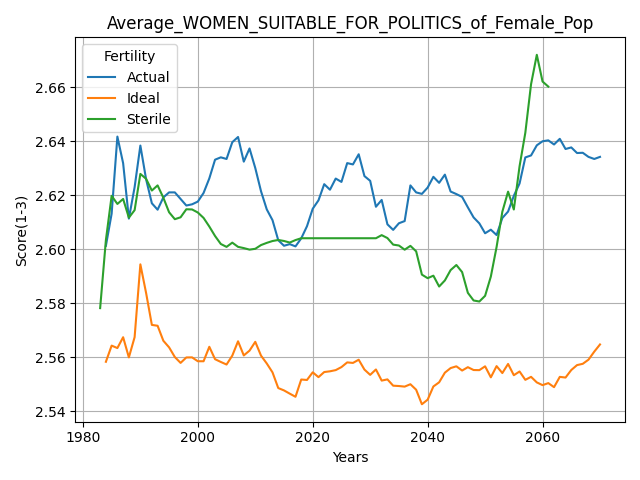 Average_WOMEN_SUITABLE_FOR_POLITICS_of_Female_Pop
Fertility
Actual
Ideal
Sterile
Score(1-3)
2.66
2.64
2.62
2.60
2.58
2.56
2.54
1980 2000 2020 2040 2060
Years